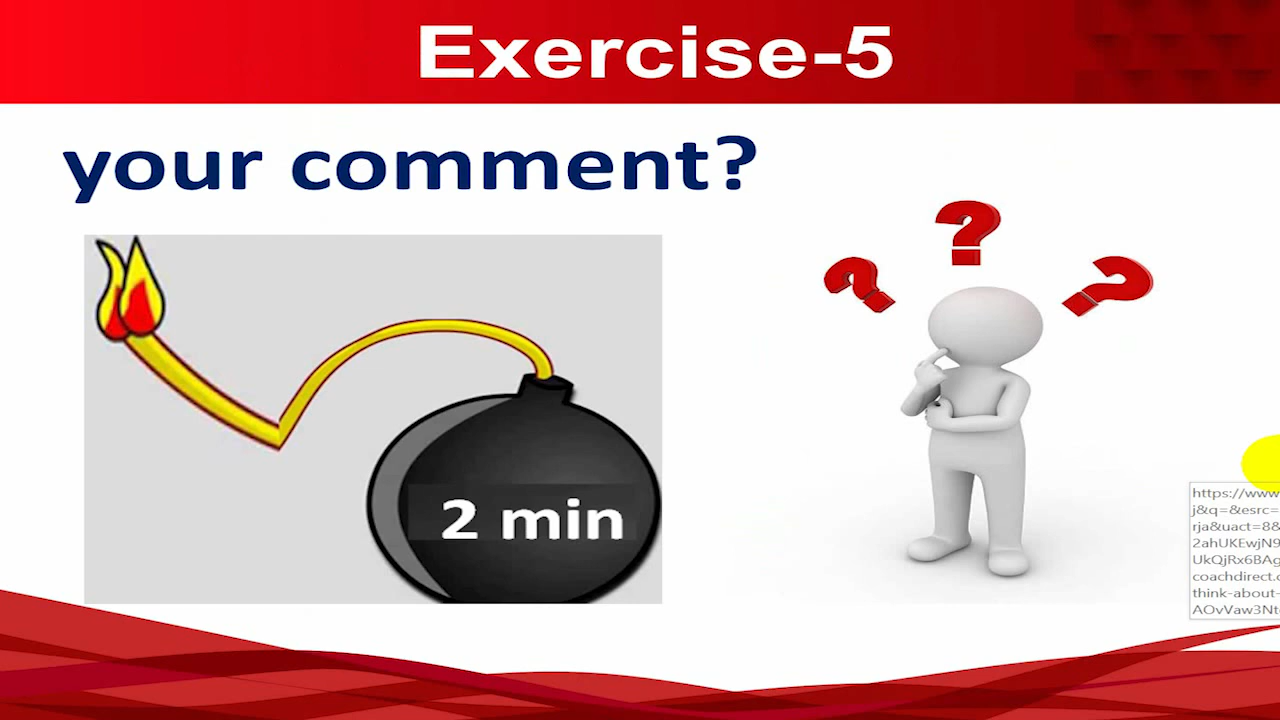 Exercise-5
your comment?
2 min
https://www
j&q=&esrc=
rja&uact=8&
2ahUKEwjN9
UkQjRx6BAg
coachdirect.
think-about-
AOvVaw3Nt